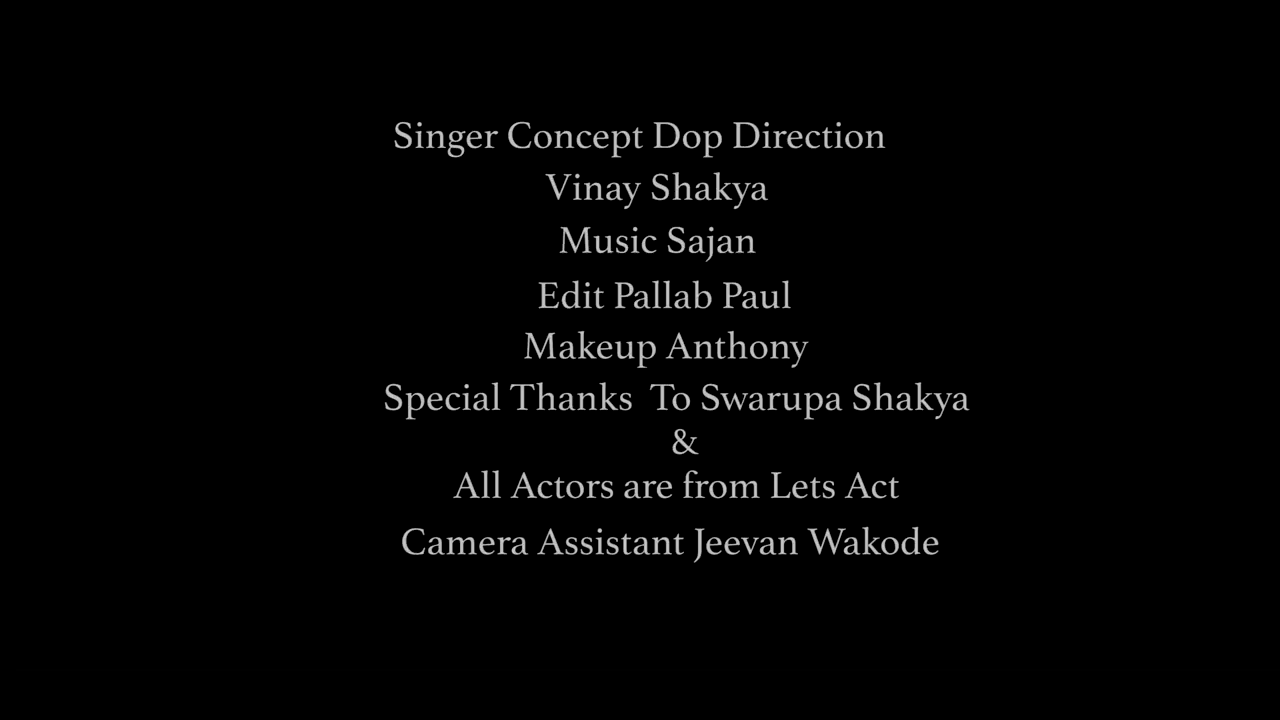 Singer Concept Dop Direction
Vinay Shakya
Music Sajan
Edit Pallab Paul
Makeup Anthony
Special Thanks  To Swarupa Shakya
&
All Actors are from Lets Act
Camera Assistant Jeevan Wakode